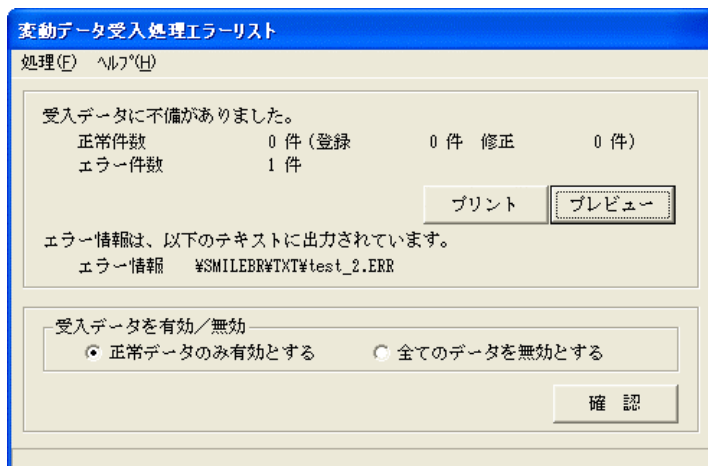 変動データ受入処理エラーリスト
処理(F) ヘルプ(H)
受入データに不備がありました。
正常件数 0 件 (登録 0 件 修正 0 件)
エラー件数 1 件
プリント プレビュー
エラー情報は、以下のテキストに出力されています。
エラー情報 ¥SMILEBR¥TXT¥test_2.ERR
受入データを有効／無効
正常データのみ有効とする 全てのデータを無効とする
確 認